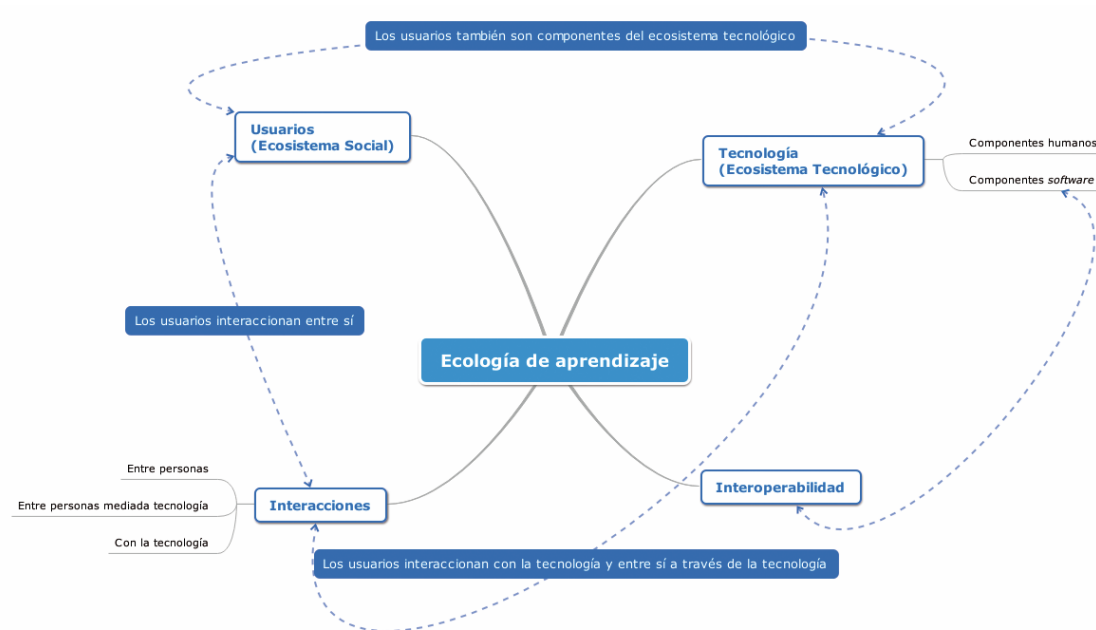 Los usuarios también son componentes del ecosistema tecnológico
Usuarios
(Ecosistema Social)
Tecnología
(Ecosistema Tecnológico)
Componentes humanos
Componentes software
Los usuarios interaccionan entre sí
Ecología de aprendizaje
Entre personas
Entre personas mediada tecnología
Con la tecnología
Interacciones
Interoperabilidad
Los usuarios interaccionan con la tecnología y entre sí a través de la tecnología